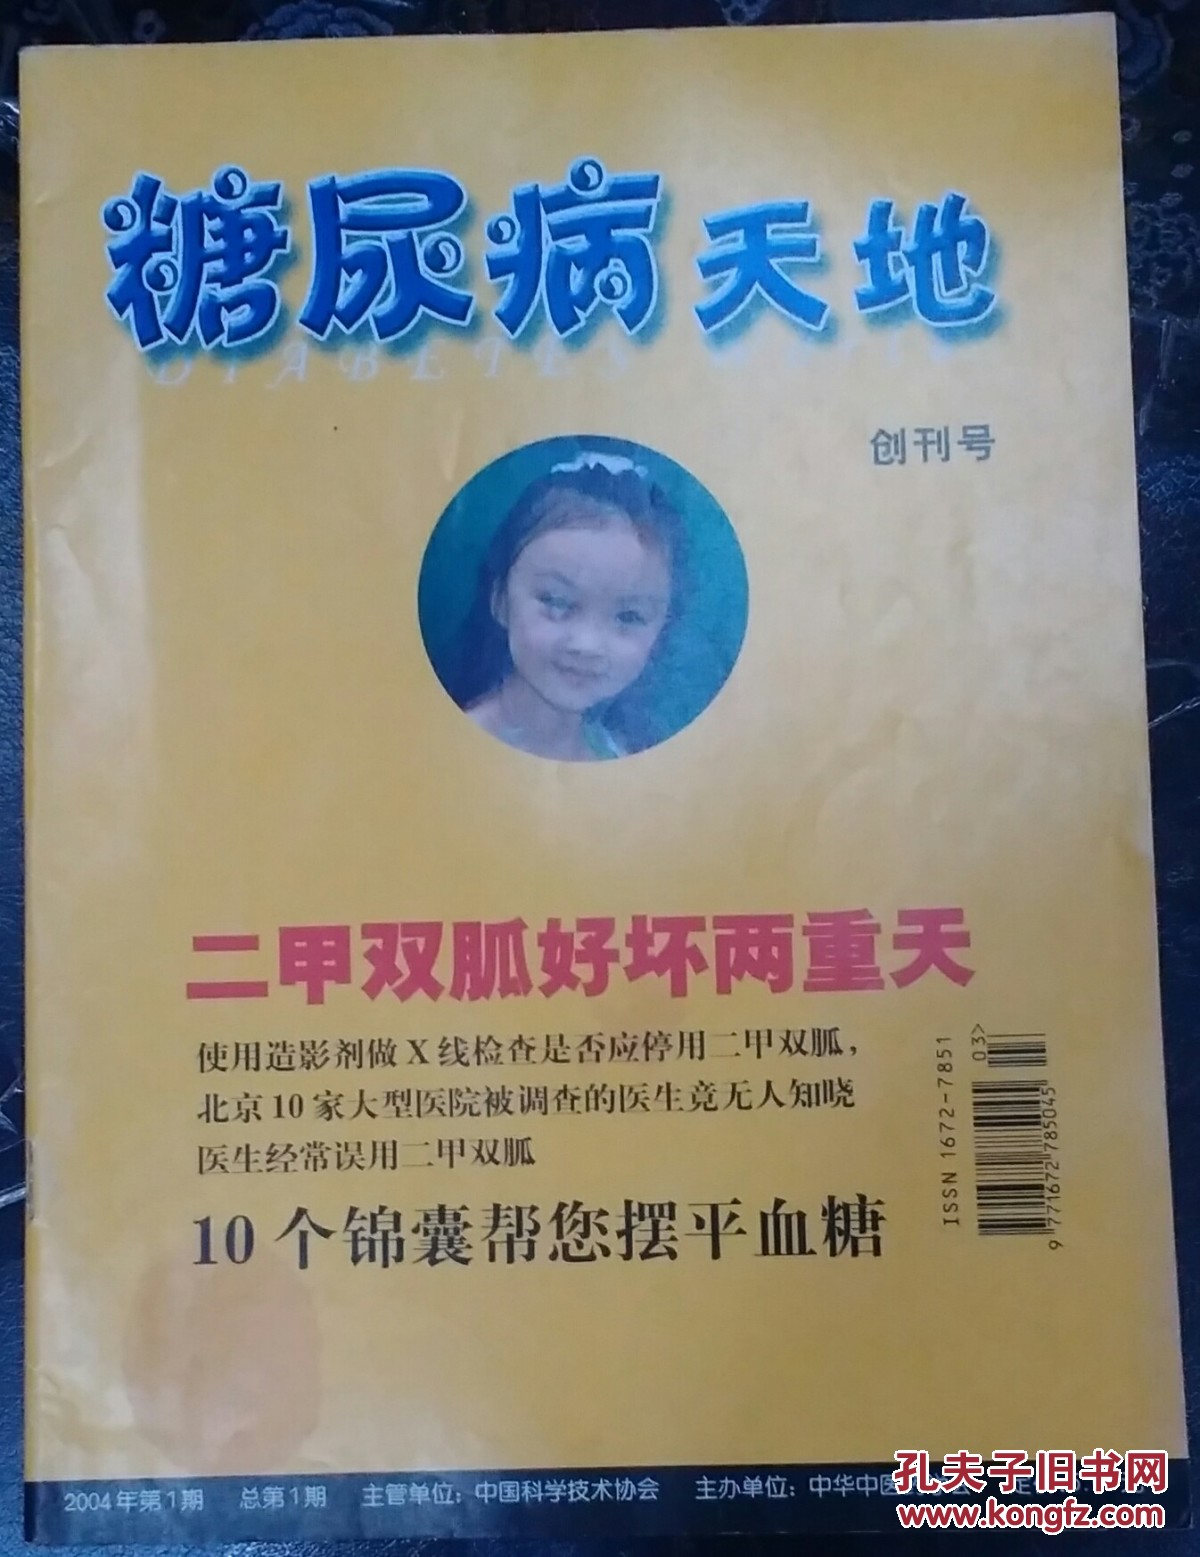 糖尿病天地
DIABETES WORLD
创刊号
二甲双胍好坏两重天
使用造影剂做X线检查是否应停用二甲双胍，
北京10家大型医院被调查的医生竟无人知晓
医生经常误用二甲双胍
10个锦囊帮您摆平血糖
ISSN 1672-7851
03>
9 771672 785045
2004年第1期 总第1期 主管单位：中国科学技术协会 主办单位：中华中医
孔夫子旧书网
www.kongfz.com